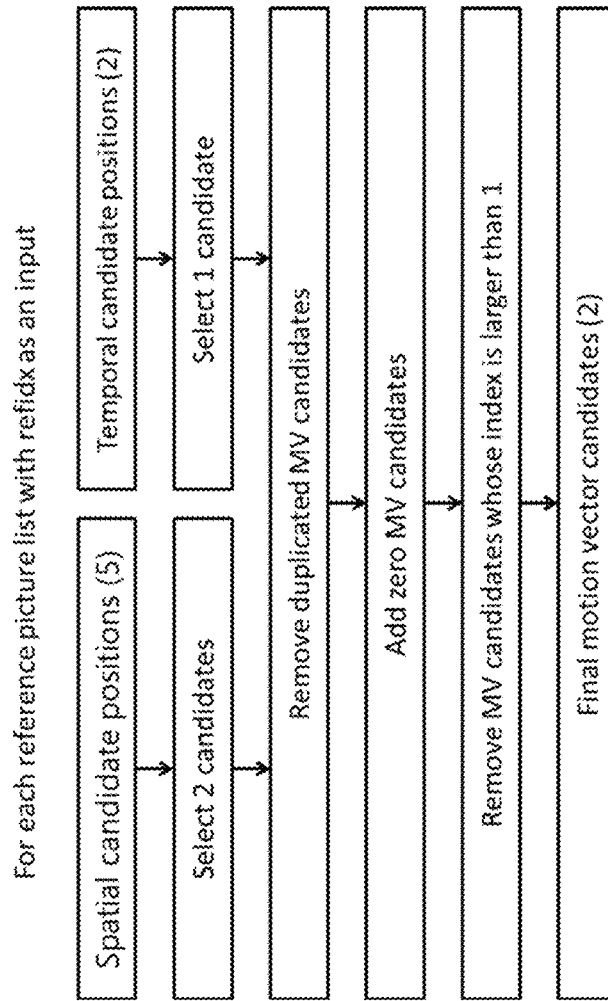 For each reference picture list with refidx as an input
Spatial candidate positions (5)
Temporal candidate positions (2)
Select 2 candidates
Select 1 candidate
Remove duplicated MV candidates
Add zero MV candidates
Remove MV candidates whose index is larger than 1
Final motion vector candidates (2)